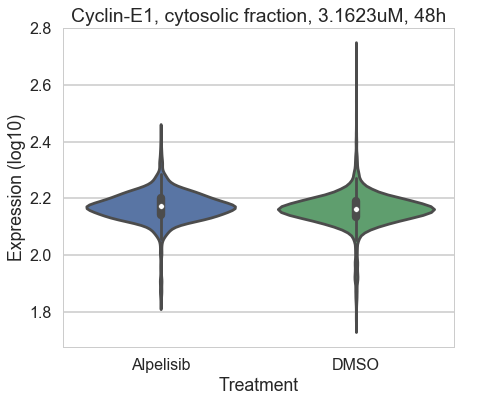 Cyclin-E1, cytosolic fraction, 3.1623uM, 48h
2.8
2.6
2.4
2.2
2.0
1.8
Expression (log10)
Alpelisib
DMSO
Treatment